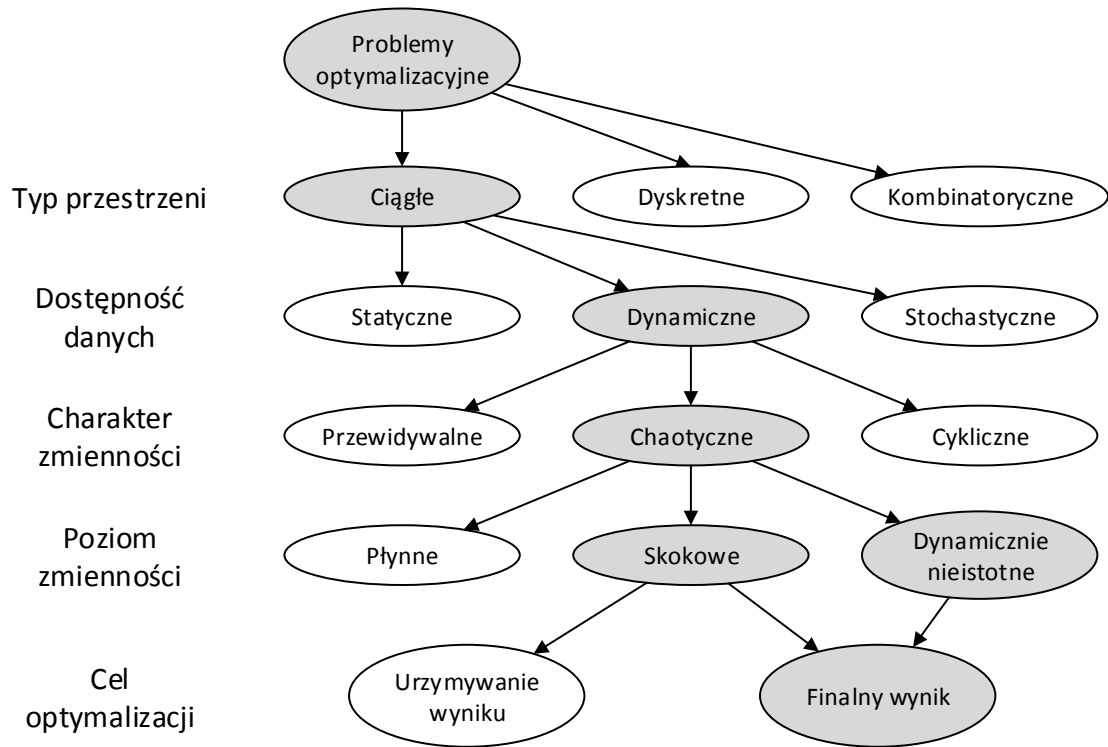 Problemy
optymalizacyjne
Typ przestrzeni
Ciągłe
Dyskretne
Kombinatoryczne
Dostępność
danych
Statyczne
Dynamiczne
Stochastyczne
Charakter
zmienności
Przewidywalne
Chaotyczne
Cykliczne
Poziom
zmienności
Płynne
Skokowe
Dynamicznie
nieistotne
Cel
optymalizacji
Urzymywanie
wyniku
Finalny wynik